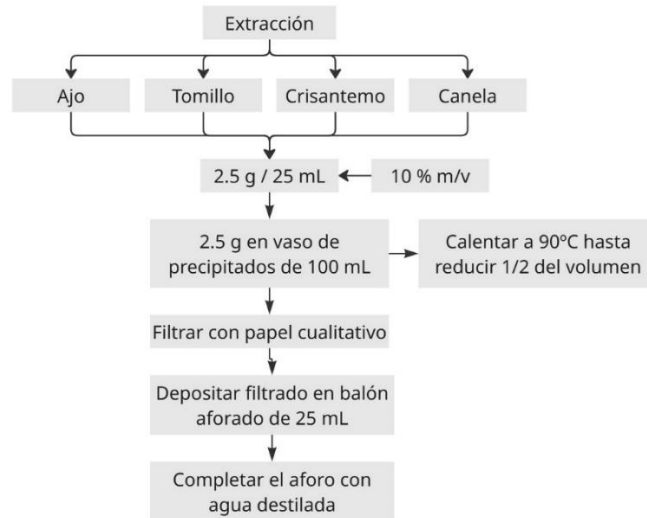 Extracción
Ajo
Tomillo
Crisantemo
Canela
2.5 g / 25 mL
10 % m/v
2.5 g en vaso de
precipitados de 100 mL
Calentar a 90ºC hasta
reducir 1/2 del volumen
Filtrar con papel cualitativo
Depositar filtrado en balón
aforado de 25 mL
Completar el aforo con
agua destilada